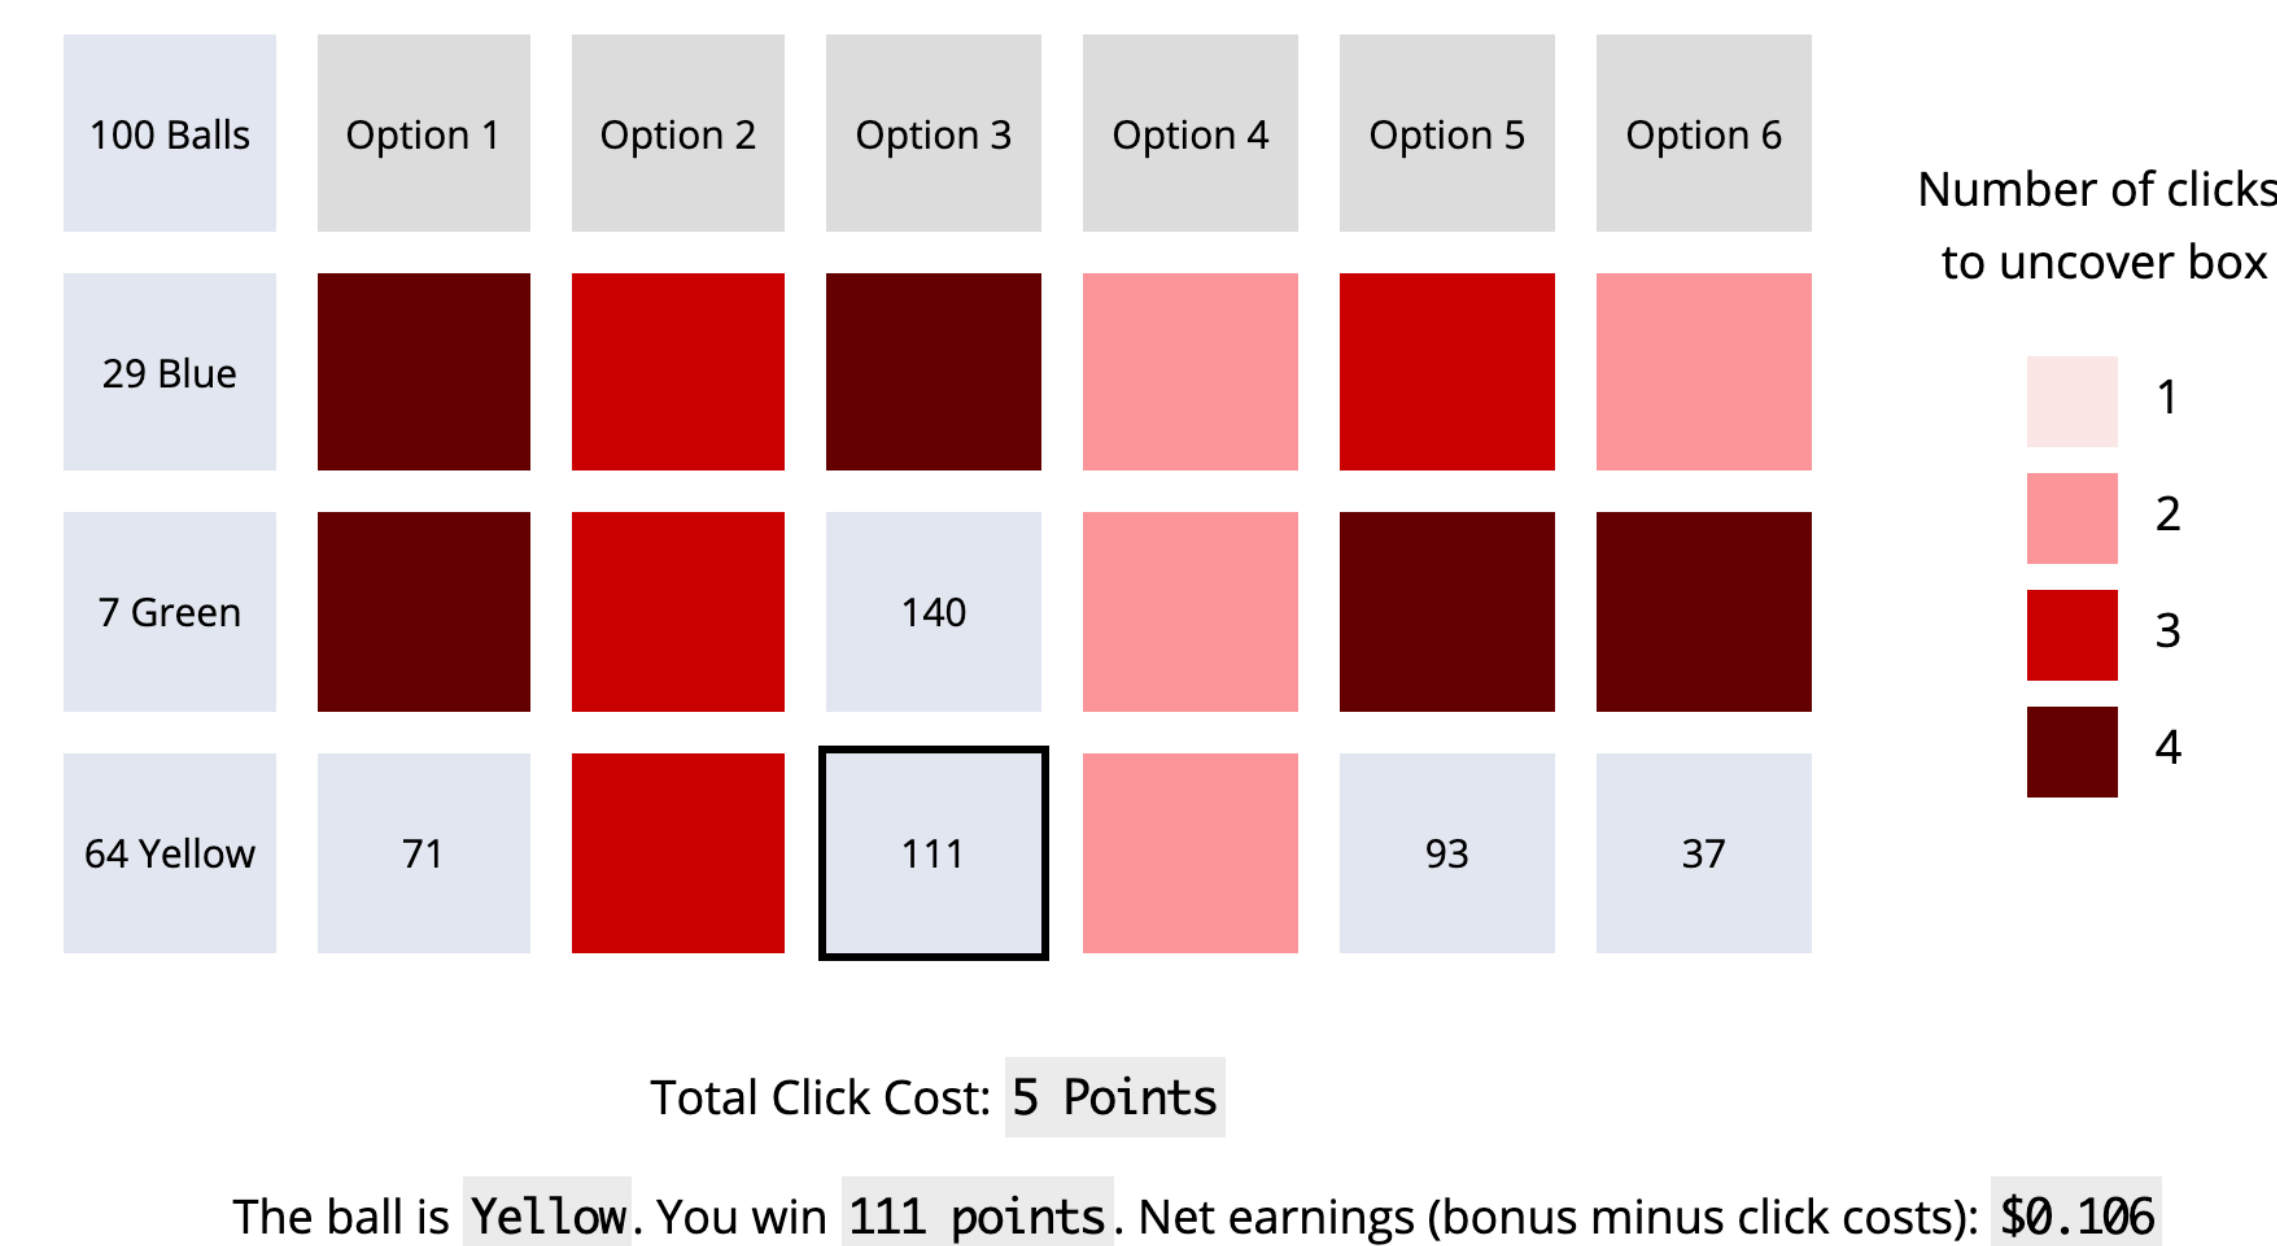 100 Balls Option 1 Option 2 Option 3 Option 4 Option 5 Option 6
Number of clicks
to uncover box
29 Blue
1
2
7 Green 140
3
4
64 Yellow 71 111 93 37
Total Click Cost: 5 Points
The ball is Yellow. You win 111 points. Net earnings (bonus minus click costs): $0.106